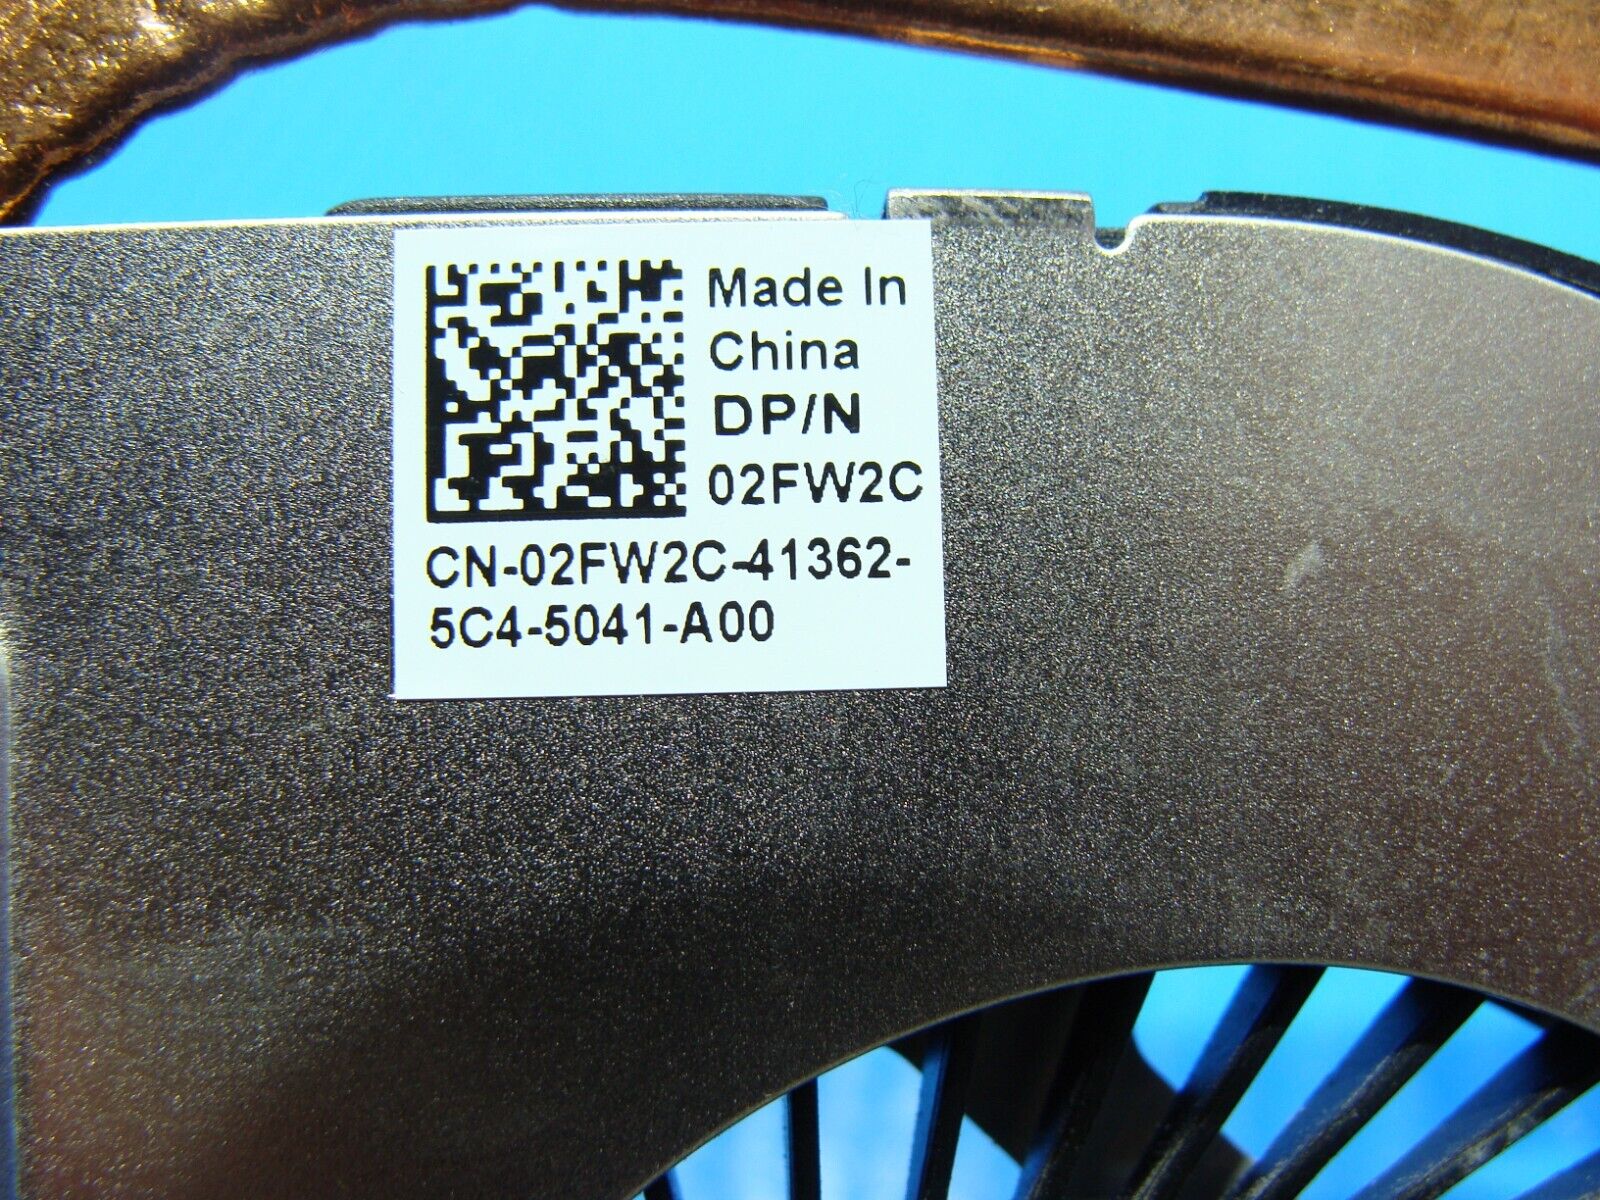 Made In
China
DP/N
02FW2C
CN-02FW2C-41362-
5C4-5041-A00